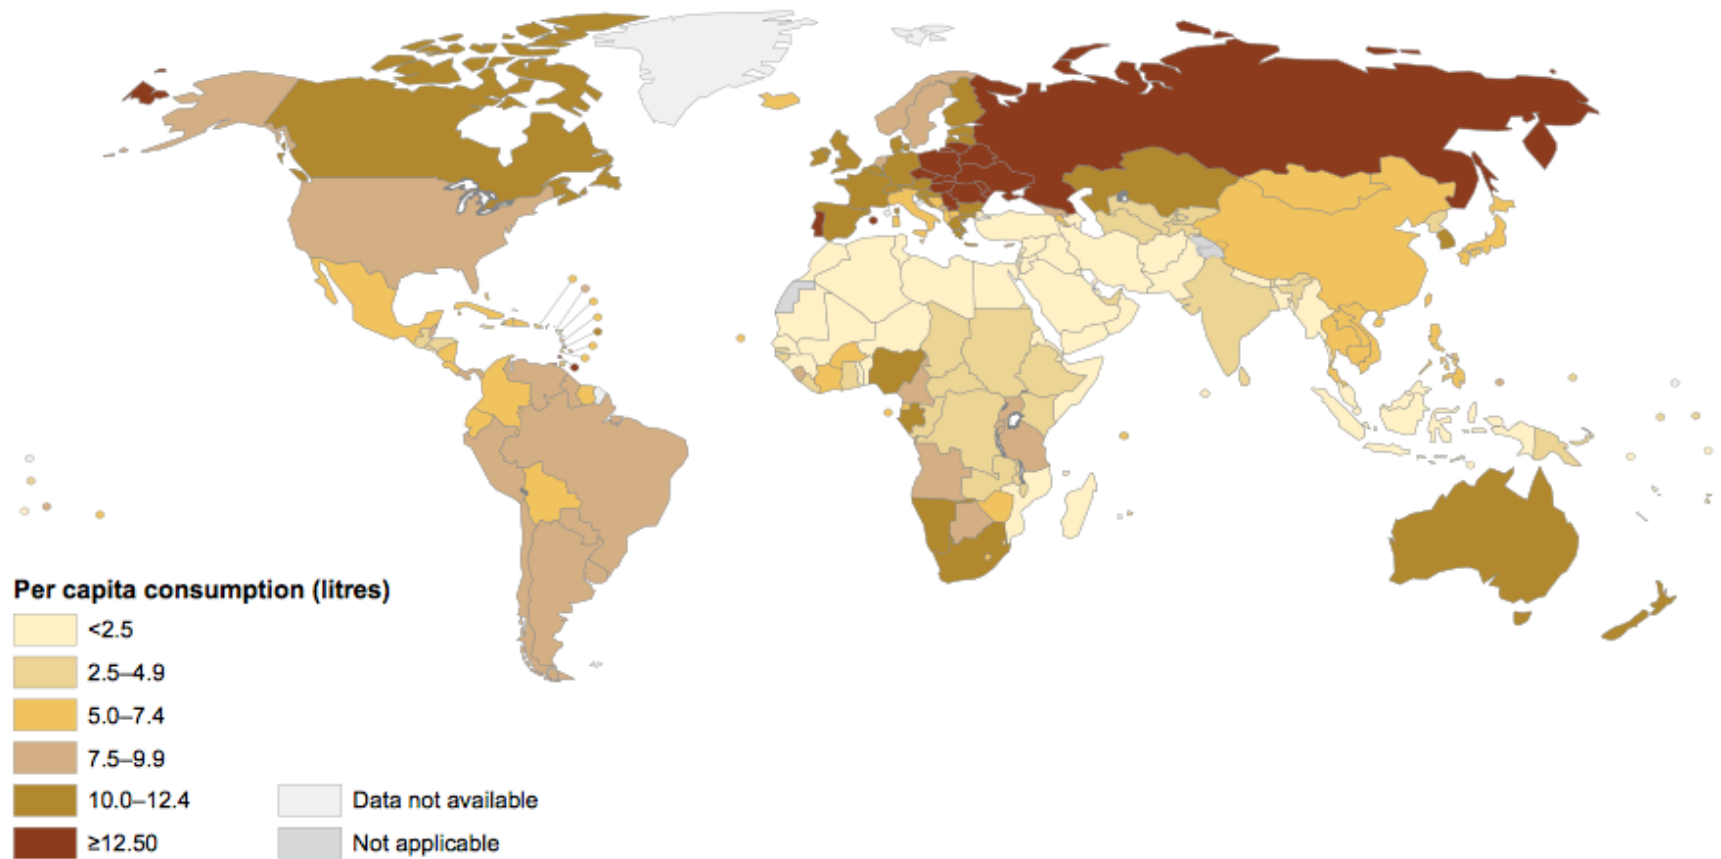 Per capita consumption (litres)
<2.5
2.5–4.9
5.0–7.4
7.5–9.9
10.0–12.4
≥12.50
Data not available
Not applicable